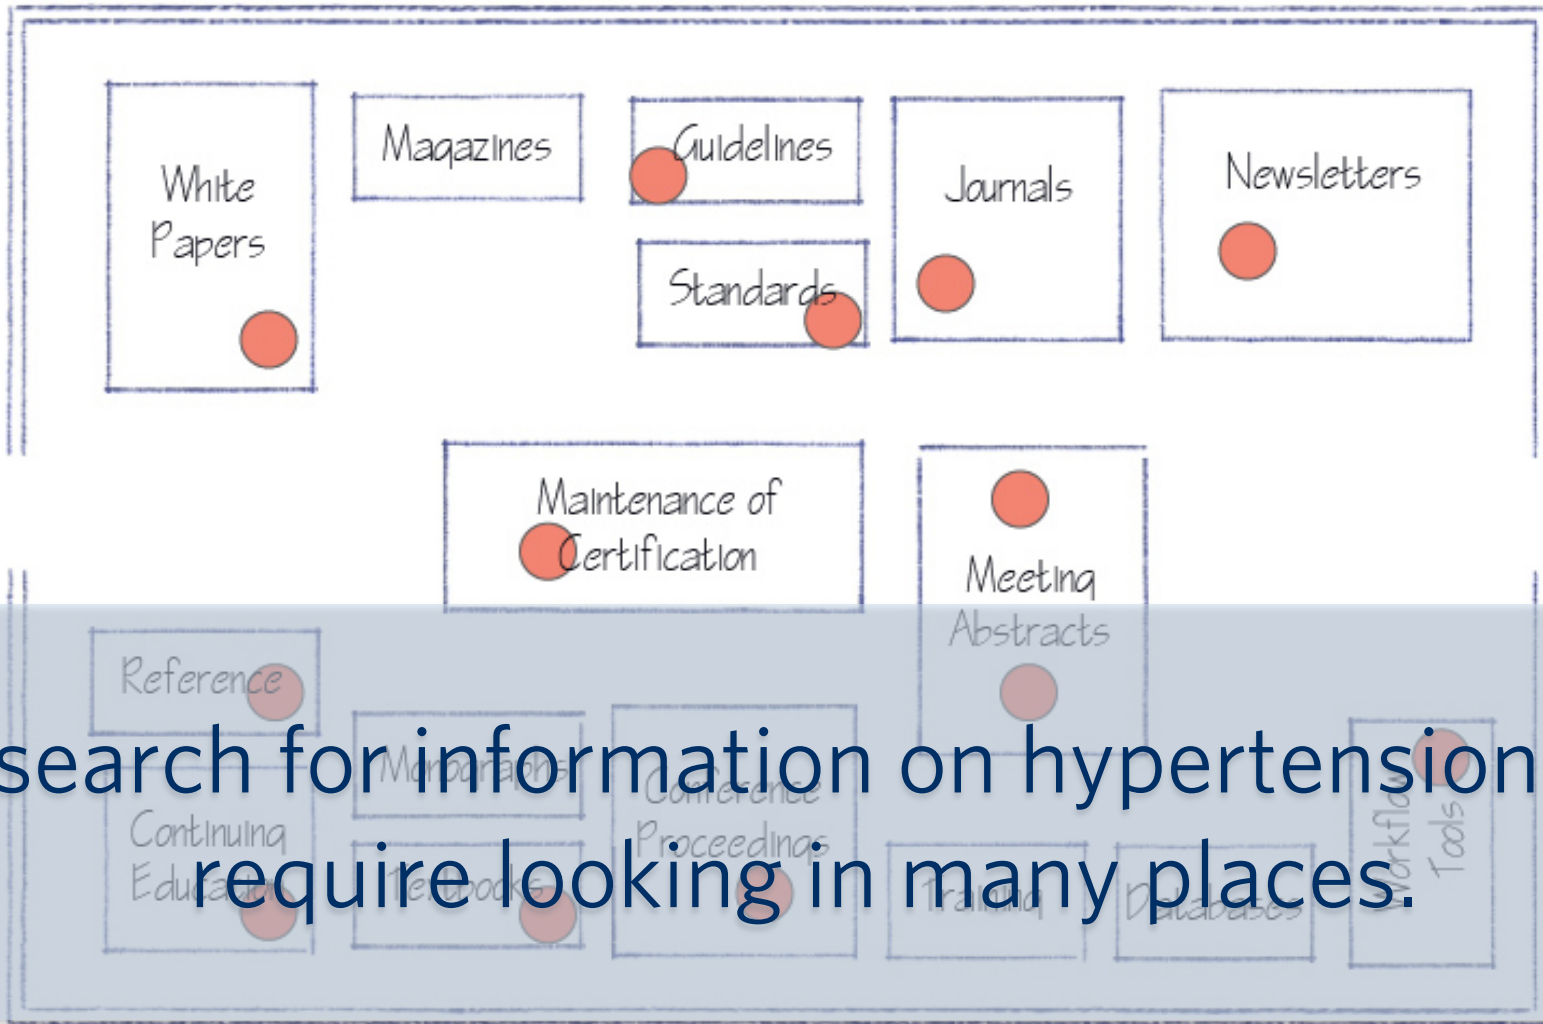 White
Papers
Magazines
Guidelines
Standards
Journals
Newsletters
Maintenance of
Certification
Meeting
Abstracts
Reference
Monographs
Conference
Proceedings
Continuing
Education
Textbooks
Training
Databases
Workflow
Tools
search for information on hypertension
require looking in many places.